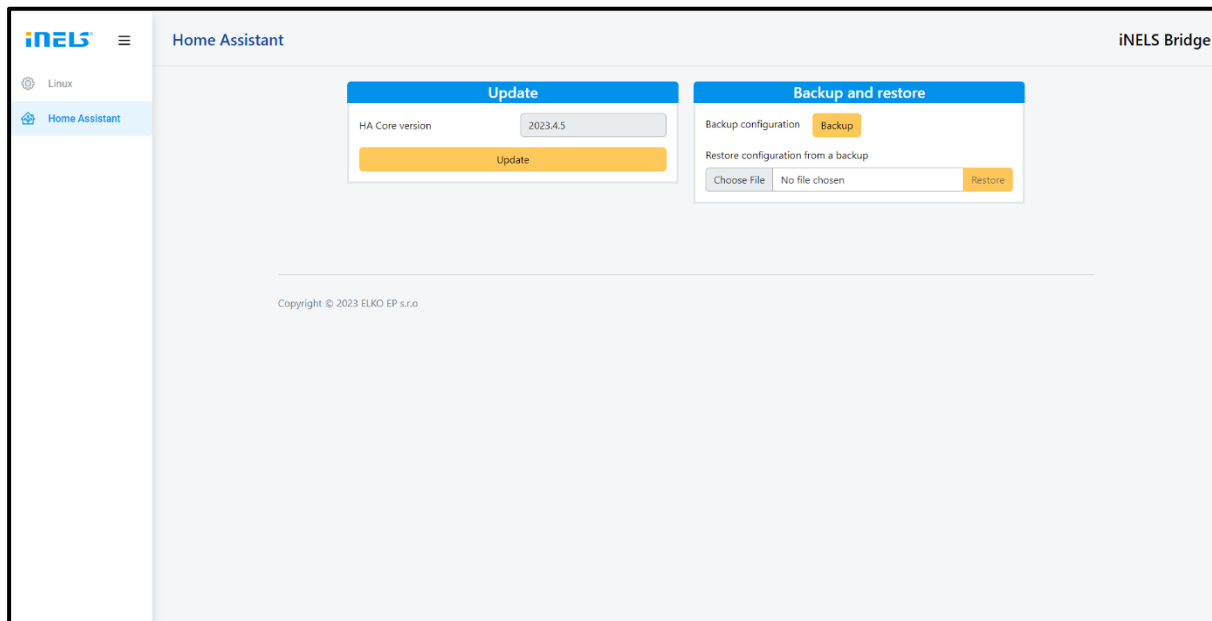 iNELS
Home Assistant
iNELS Bridge
Linux
Home Assistant
Update
HA Core version
2023.4.5
Update
Backup and restore
Backup configuration
Backup
Restore configuration from a backup
Choose File
No file chosen
Restore
Copyright © 2023 ELKO EP s.r.o